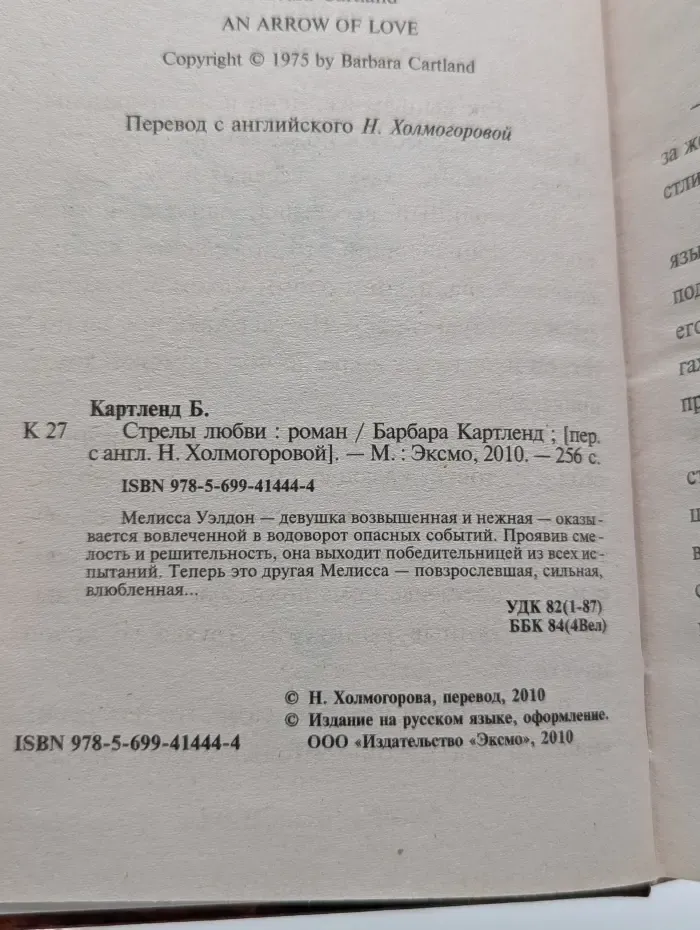 AN ARROW OF LOVE
Copyright © 1975 by Barbara Cartland
Перевод с английского Н. Холмогоровой
Картленд Б.
К 27
Стрелы любви : роман / Барбара Картленд ; [пер.
с англ. Н. Холмогоровой]. — М. : Эксмо, 2010. — 256 с.
ISBN 978-5-699-41444-4
Мелисса Уэлдон — девушка возвышенная и нежная — оказы-
вается вовлеченной в водоворот опасных событий. Проявив сме-
лость и решительность, она выходит победительницей из всех ис-
пытаний. Теперь это другая Мелисса — повзрослевшая, сильная,
влюбленная...
УДК 82(1-87)
ББК 84(4Вел)
© Н. Холмогорова, перевод, 2010
© Издание на русском языке, оформление.
ООО «Издательство «Эксмо», 2010
ISBN 978-5-699-41444-4
за